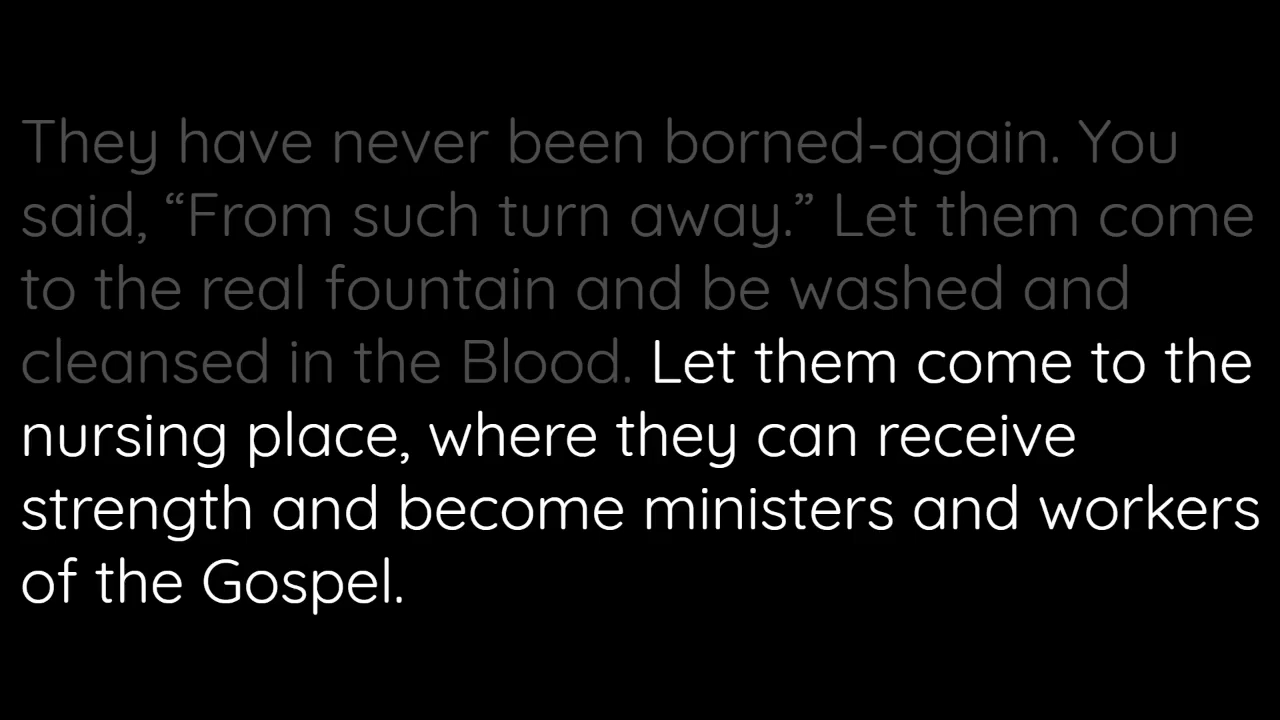 They have never been borned-again. You
said, “From such turn away.” Let them come
to the real fountain and be washed and
cleansed in the Blood. Let them come to the
nursing place, where they can receive
strength and become ministers and workers
of the Gospel.